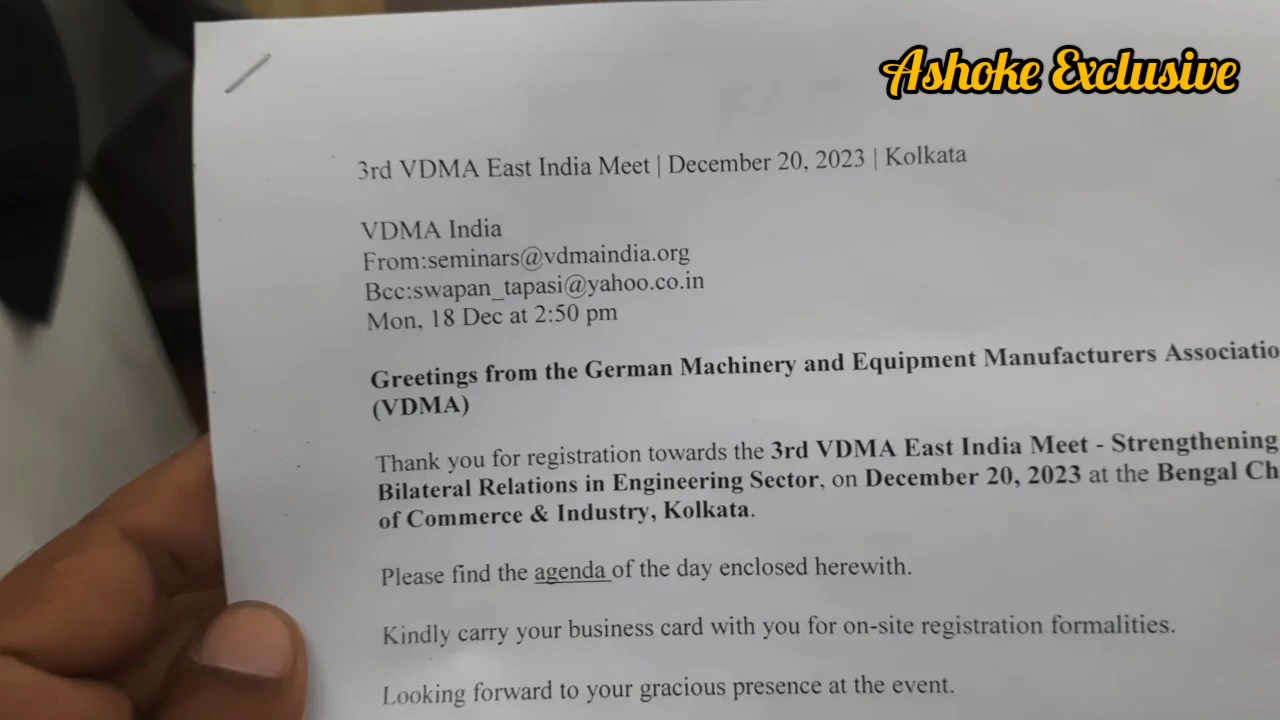 Ashoke Exclusive
3rd VDMA East India Meet | December 20, 2023 | Kolkata
VDMA India
From:seminars@vdmaindia.org
Bcc:swapan_tapasi@yahoo.co.in
Mon, 18 Dec at 2:50 pm
Greetings from the German Machinery and Equipment Manufacturers Associatio
(VDMA)
Thank you for registration towards the 3rd VDMA East India Meet - Strengthening
Bilateral Relations in Engineering Sector, on December 20, 2023 at the Bengal Ch
of Commerce & Industry, Kolkata.
Please find the agenda of the day enclosed herewith.
Kindly carry your business card with you for on-site registration formalities.
Looking forward to your gracious presence at the event.